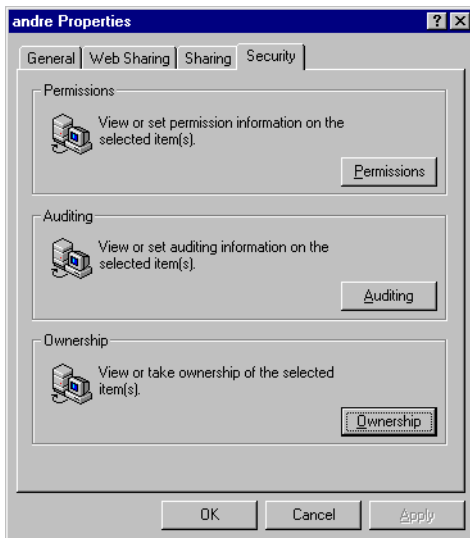 andre Properties
General Web Sharing Sharing Security
Permissions
View or set permission information on the
selected item(s).
Permissions
Auditing
View or set auditing information on the
selected item(s).
Auditing
Ownership
View or take ownership of the selected
item(s).
Ownership
OK Cancel Apply